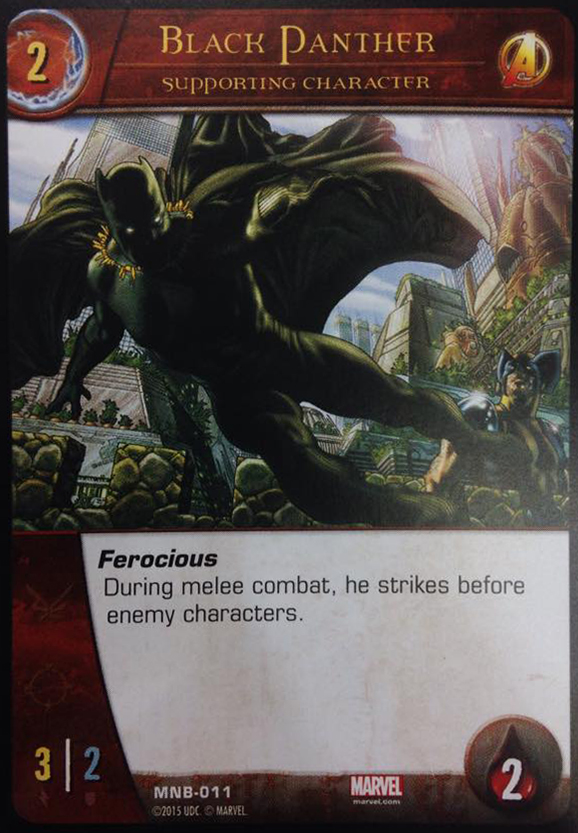 2
BLACK PANTHER
SUPPORTING CHARACTER
Ferocious
During melee combat, he strikes before
enemy characters.
3 | 2
2
MNB-011
MARVEL
marvel.com
©2015 UDC. © MARVEL.